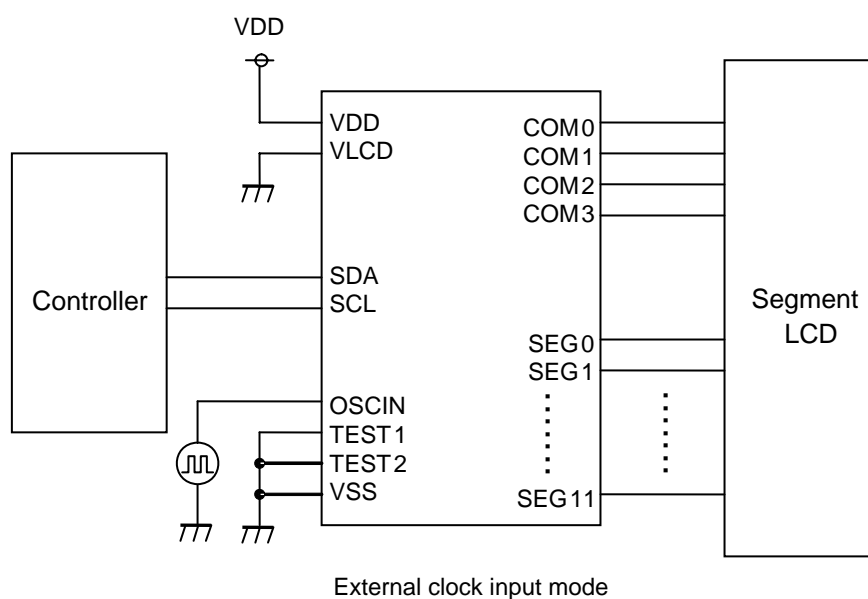 VDD
VDD
VLCD
SDA
SCL
OSCIN
TEST1
TEST2
VSS
COM0
COM1
COM2
COM3
SEG0
SEG1
SEG11
Controller
Segment
LCD
External clock input mode